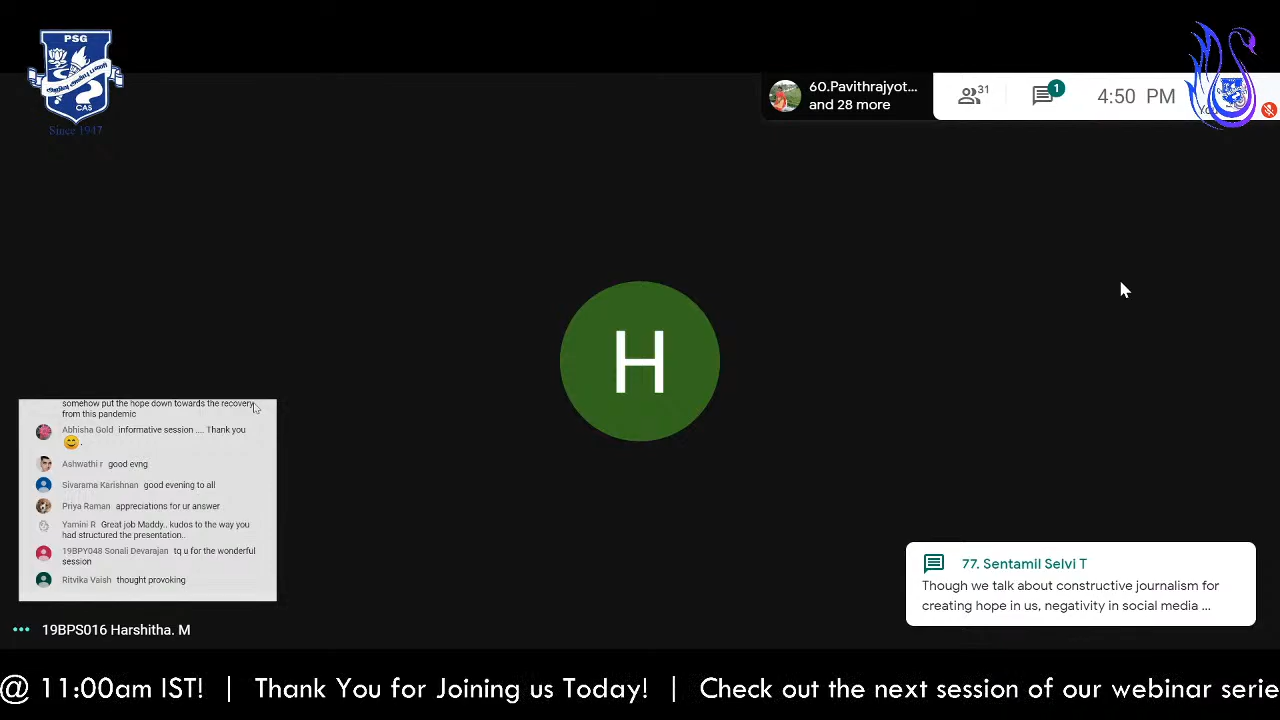 PSG
CAS
Since 1947
60.Pavithrajyot...
and 28 more
31
1
4:50 PM
H
somehow put the hope down towards the recovery
from this pandemic
Abhisha Gold informative session .... Thank you
😊.
Ashwathi r good evng
Sivarama Karishnan good evening to all
Priya Raman appreciations for ur answer
Yamini R Great job Maddy.. kudos to the way you
had structured the presentation..
19BPY048 Sonali Devarajan tq u for the wonderful
session
Ritvika Vaish thought provoking
77. Sentamil Selvi T
Though we talk about constructive journalism for
creating hope in us, negativity in social media ...
19BPS016 Harshitha. M
@ 11:00am IST! | Thank You for Joining us Today! | Check out the next session of our webinar serie